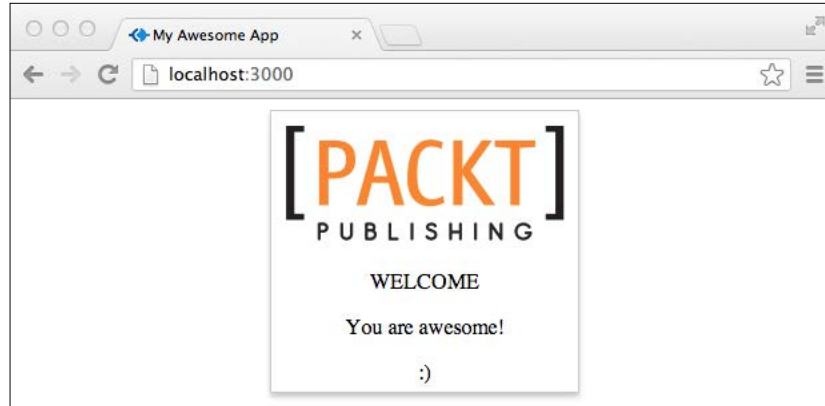 My Awesome App
localhost:3000
[PACKT]
PUBLISHING
WELCOME
You are awesome!
:)